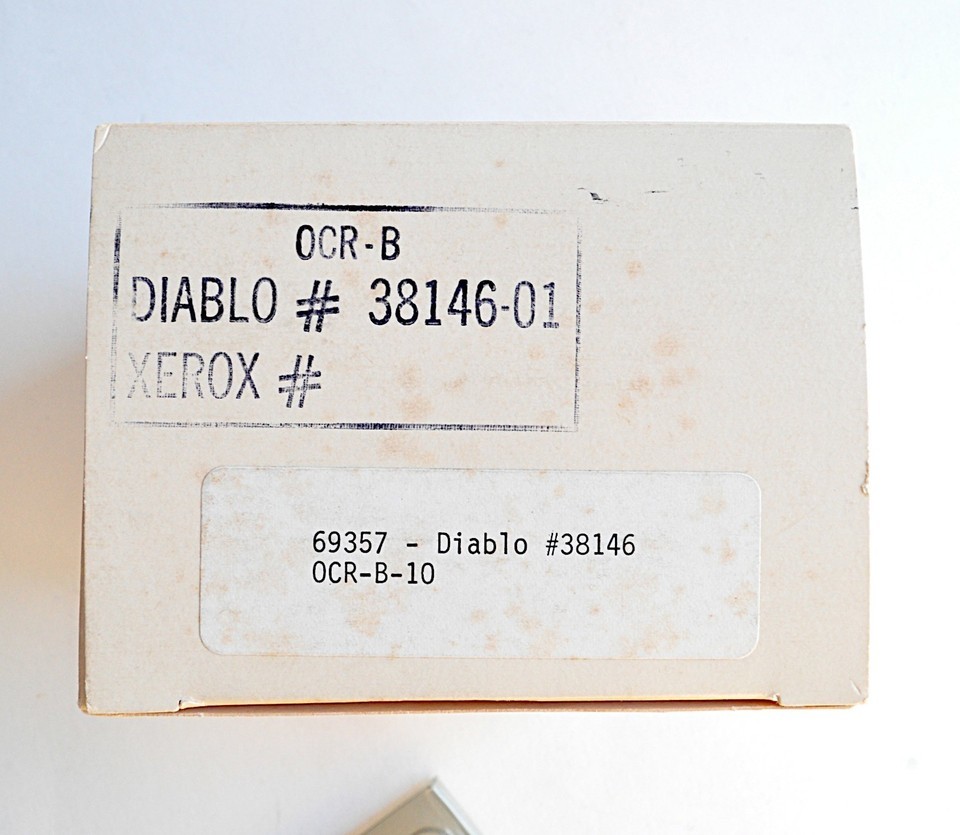 OCR-B
DIABLO # 38146-01
XEROX #
69357 - Diablo #38146
OCR-B-10